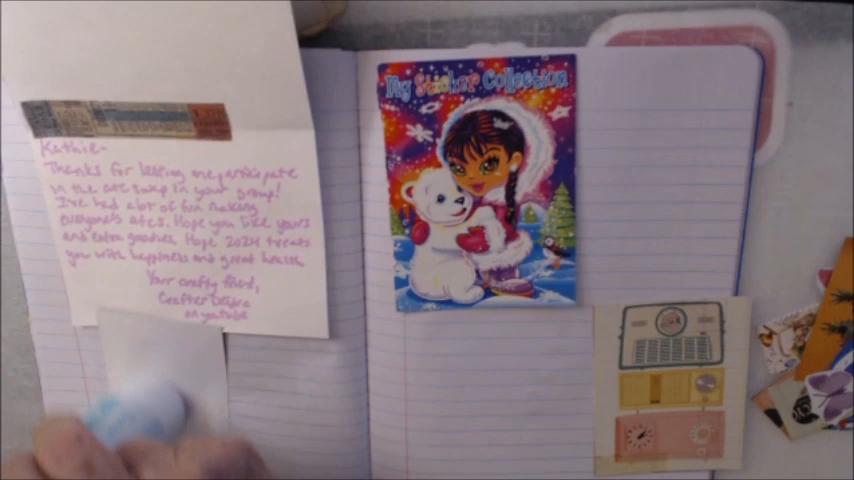 Kathie-
Thanks for letting me participate
in the atc swap in your group!
I've had a lot of fun making
everyone's atcs. Hope you like yours
and extra goodies. Hope 2024 treats
you with happiness and great health
Your crafty friend,
Crafter
on youtube
My Sticker Collection